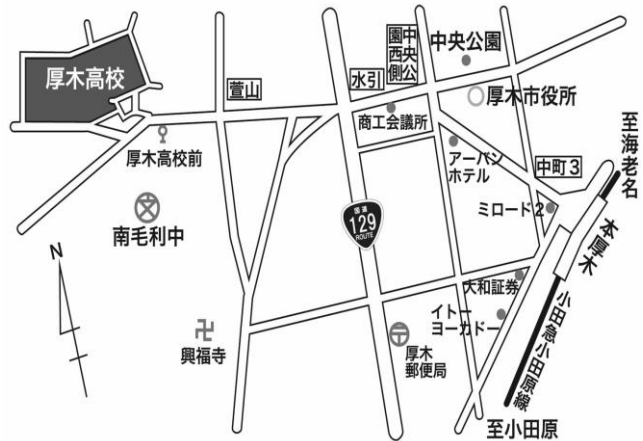 厚木高校
萱山
水引
中央公
園西側
中央公園
厚木市役所
商工会議所
厚木高校前
アーバン
ホテル
中町3
至海老名
南毛利中
国道
129
ROUTE
ミロード2
本厚木
N
大和証券
イトー
ヨーカドー
小田急小田原線
興福寺
厚木
郵便局
至小田原